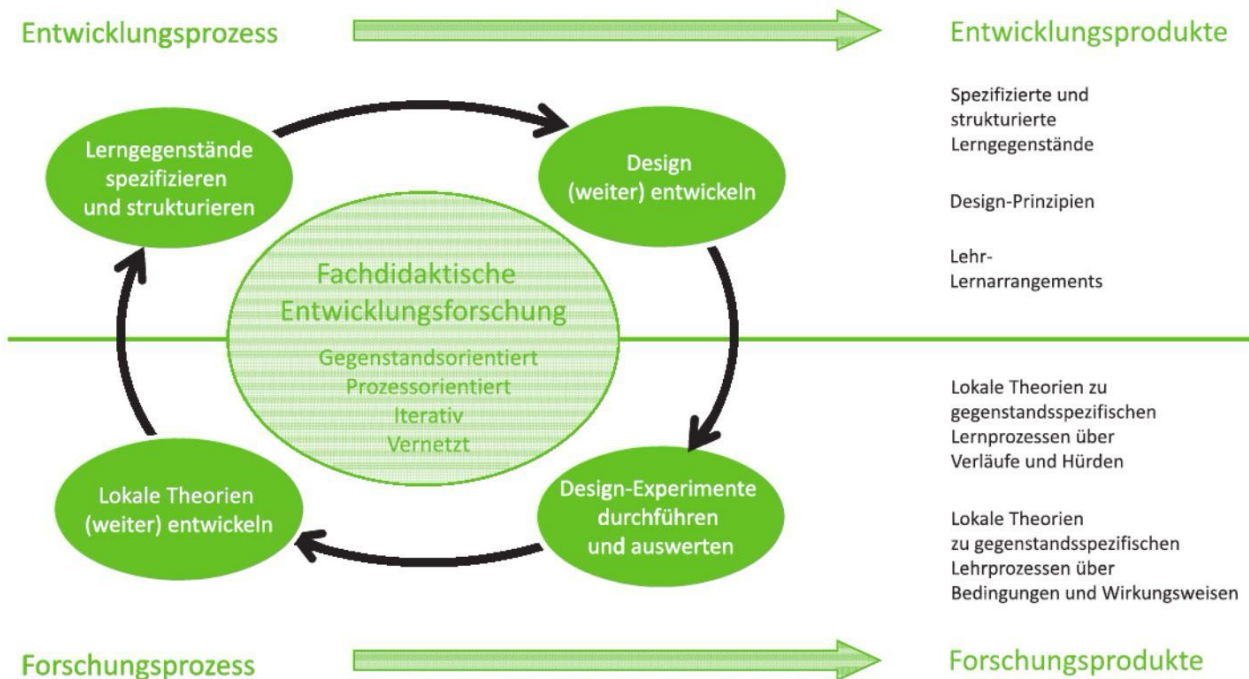 Entwicklungsprozess
Entwicklungsprodukte
Lerngegenstände
spezifizieren
und strukturieren
Design
(weiter) entwickeln
Spezifizierte und
strukturierte
Lerngegenstände
Design-Prinzipien
Lehr-
Lernarrangements
Fachdidaktische
Entwicklungsforschung
Gegenstandsorientiert
Prozessorientiert
Iterativ
Vernetzt
Lokale Theorien
(weiter) entwickeln
Design-Experimente
durchführen
und auswerten
Lokale Theorien zu
gegenstandsspezifischen
Lernprozessen über
Verläufe und Hürden
Lokale Theorien
zu gegenstandsspezifischen
Lehrprozessen über
Bedingungen und Wirkungsweisen
Forschungsprozess
Forschungsprodukte